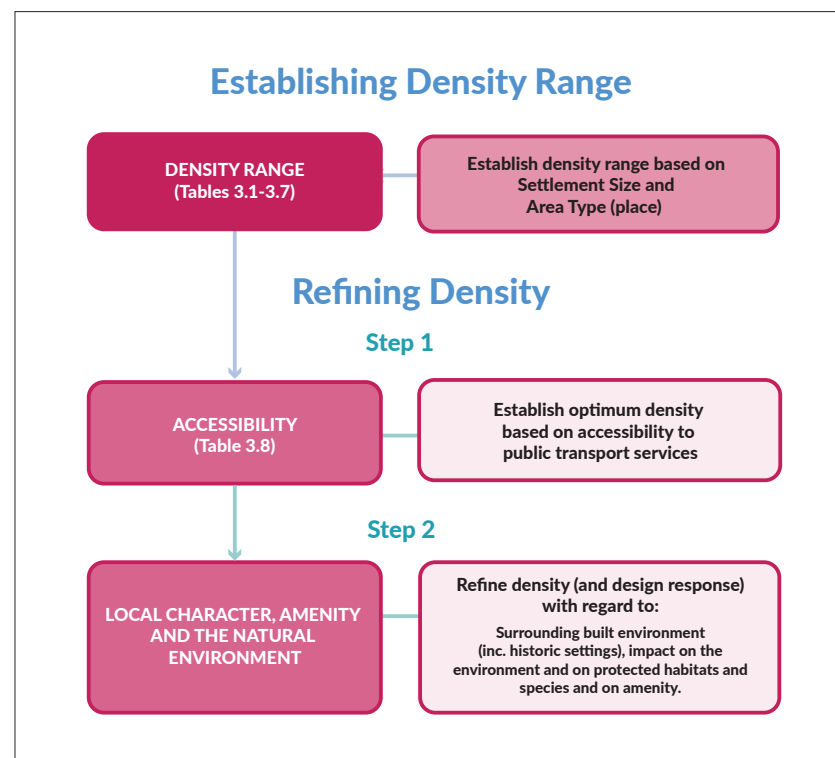 Establishing Density Range
DENSITY RANGE
(Tables 3.1-3.7)
Establish density range based on
Settlement Size and
Area Type (place)
Refining Density
Step 1
ACCESSIBILITY
(Table 3.8)
Establish optimum density
based on accessibility to
public transport services
Step 2
LOCAL CHARACTER, AMENITY
AND THE NATURAL
ENVIRONMENT
Refine density (and design response)
with regard to:
Surrounding built environment
(inc. historic settings), impact on the
environment and on protected habitats and
species and on amenity.